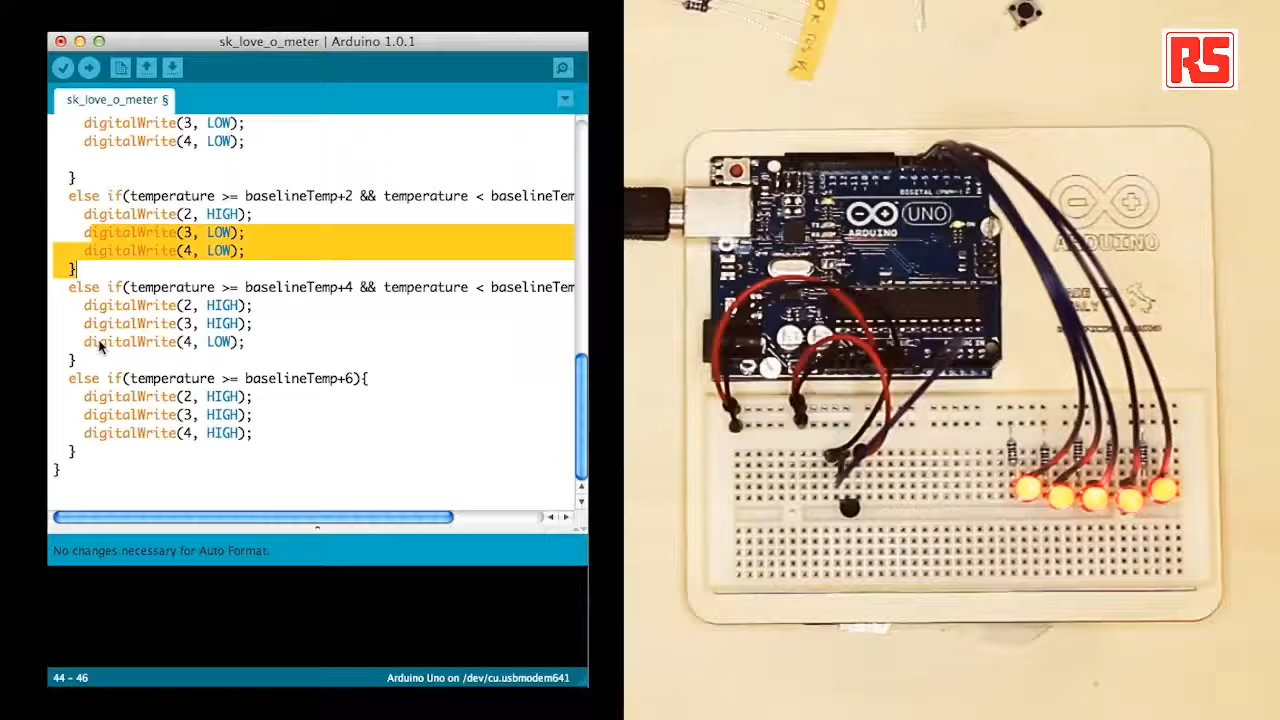 sk_love_o_meter | Arduino 1.0.1
sk_love_o_meter §
digitalWrite(3, LOW);
digitalWrite(4, LOW);
}
else if(temperature >= baselineTemp+2 && temperature < baselineTem
digitalWrite(2, HIGH);
digitalWrite(3, LOW);
digitalWrite(4, LOW);
}
else if(temperature >= baselineTemp+4 && temperature < baselineTem
digitalWrite(2, HIGH);
digitalWrite(3, HIGH);
digitalWrite(4, LOW);
}
else if(temperature >= baselineTemp+6){
digitalWrite(2, HIGH);
digitalWrite(3, HIGH);
digitalWrite(4, HIGH);
}
}
No changes necessary for Auto Format.
44 - 46
Arduino Uno on /dev/cu.usbmodem641
RS
DIGITAL
UNO
ARDUINO
ARDUINO
MADE IN
ITALY